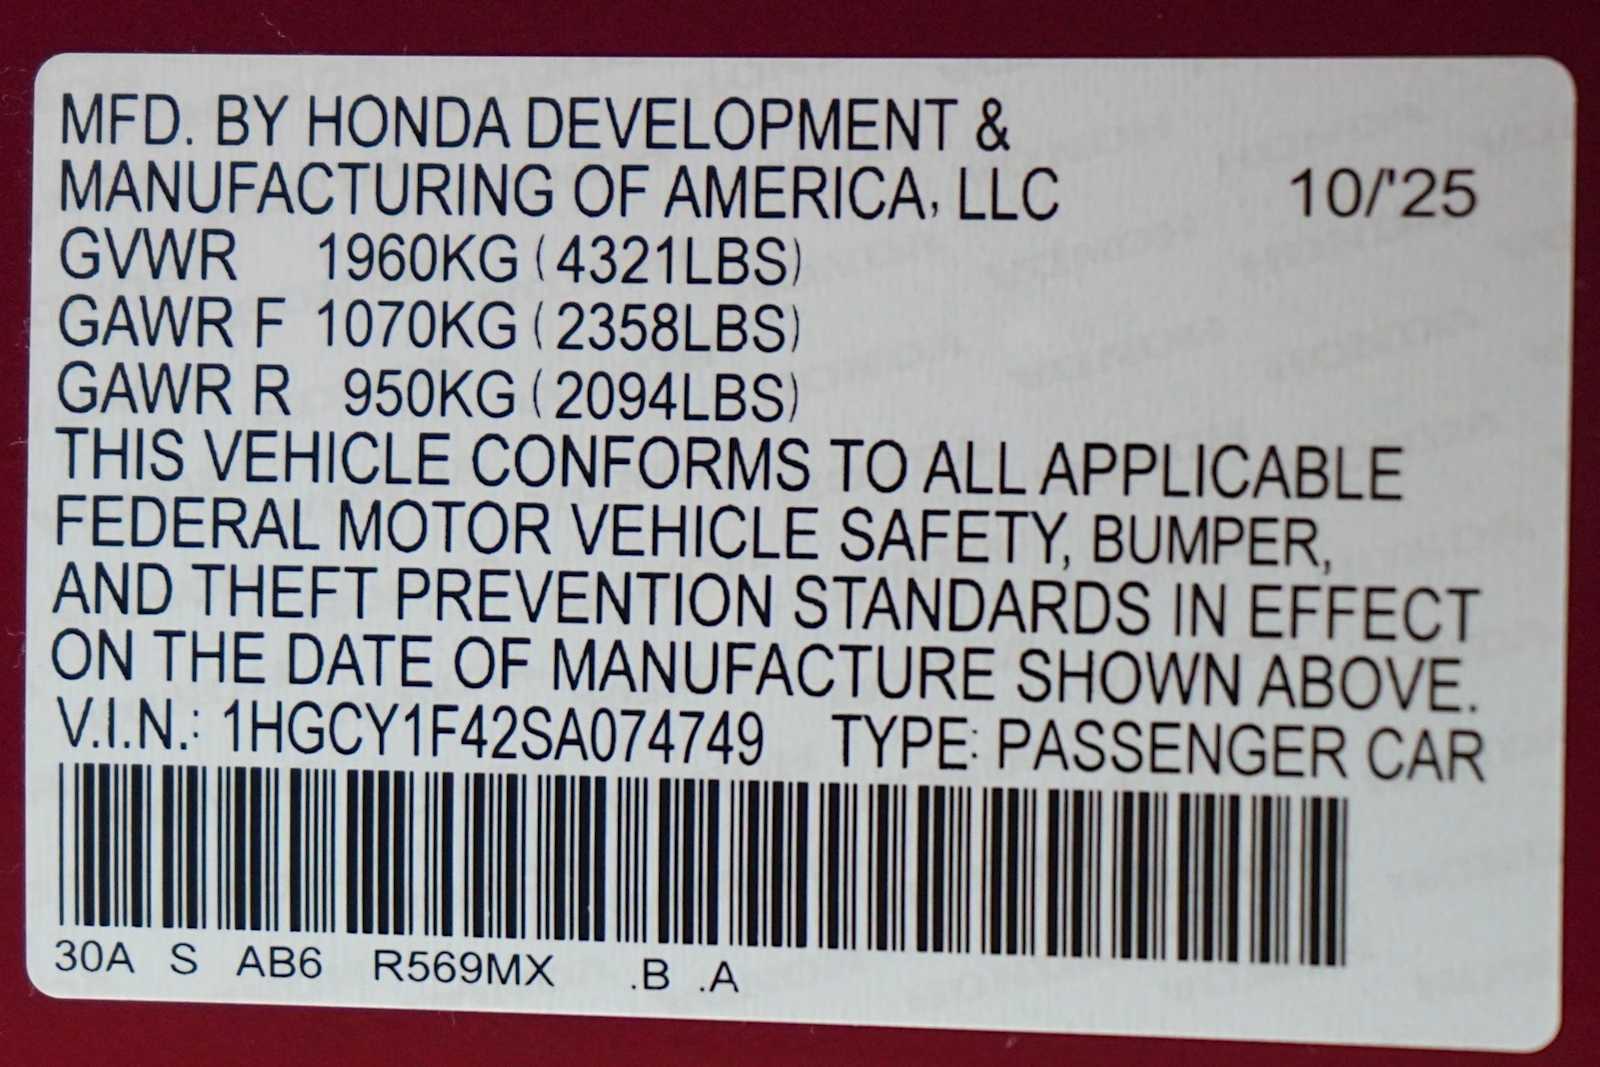 MFD. BY HONDA DEVELOPMENT &
MANUFACTURING OF AMERICA, LLC 10/'25
GVWR 1960KG (4321LBS)
GAWR F 1070KG (2358LBS)
GAWR R 950KG (2094LBS)
THIS VEHICLE CONFORMS TO ALL APPLICABLE
FEDERAL MOTOR VEHICLE SAFETY, BUMPER,
AND THEFT PREVENTION STANDARDS IN EFFECT
ON THE DATE OF MANUFACTURE SHOWN ABOVE.
V.I.N.: 1HGCY1F42SA074749 TYPE: PASSENGER CAR
30A S AB6 R569MX .B .A